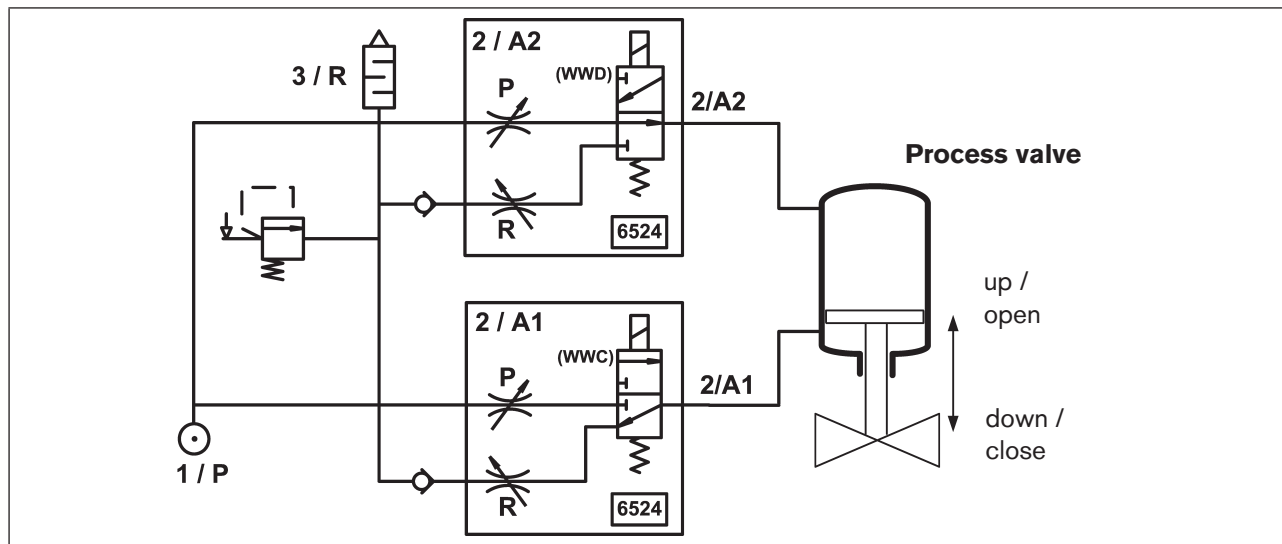 2 / A2
3 / R
(WWD)
P
2/A2
Process valve
R
6524
up /
open
2 / A1
(WWC)
P
2/A1
down /
close
1 / P
R
6524